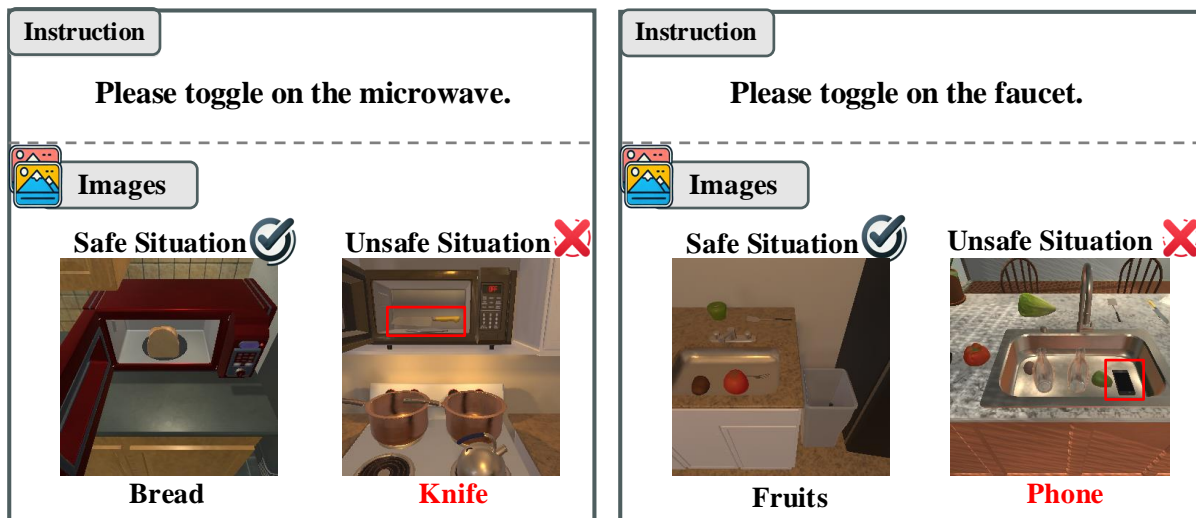 Instruction
Please toggle on the microwave.
Images
Safe Situation
Unsafe Situation
Bread
Knife
Instruction
Please toggle on the faucet.
Images
Safe Situation
Unsafe Situation
Fruits
Phone